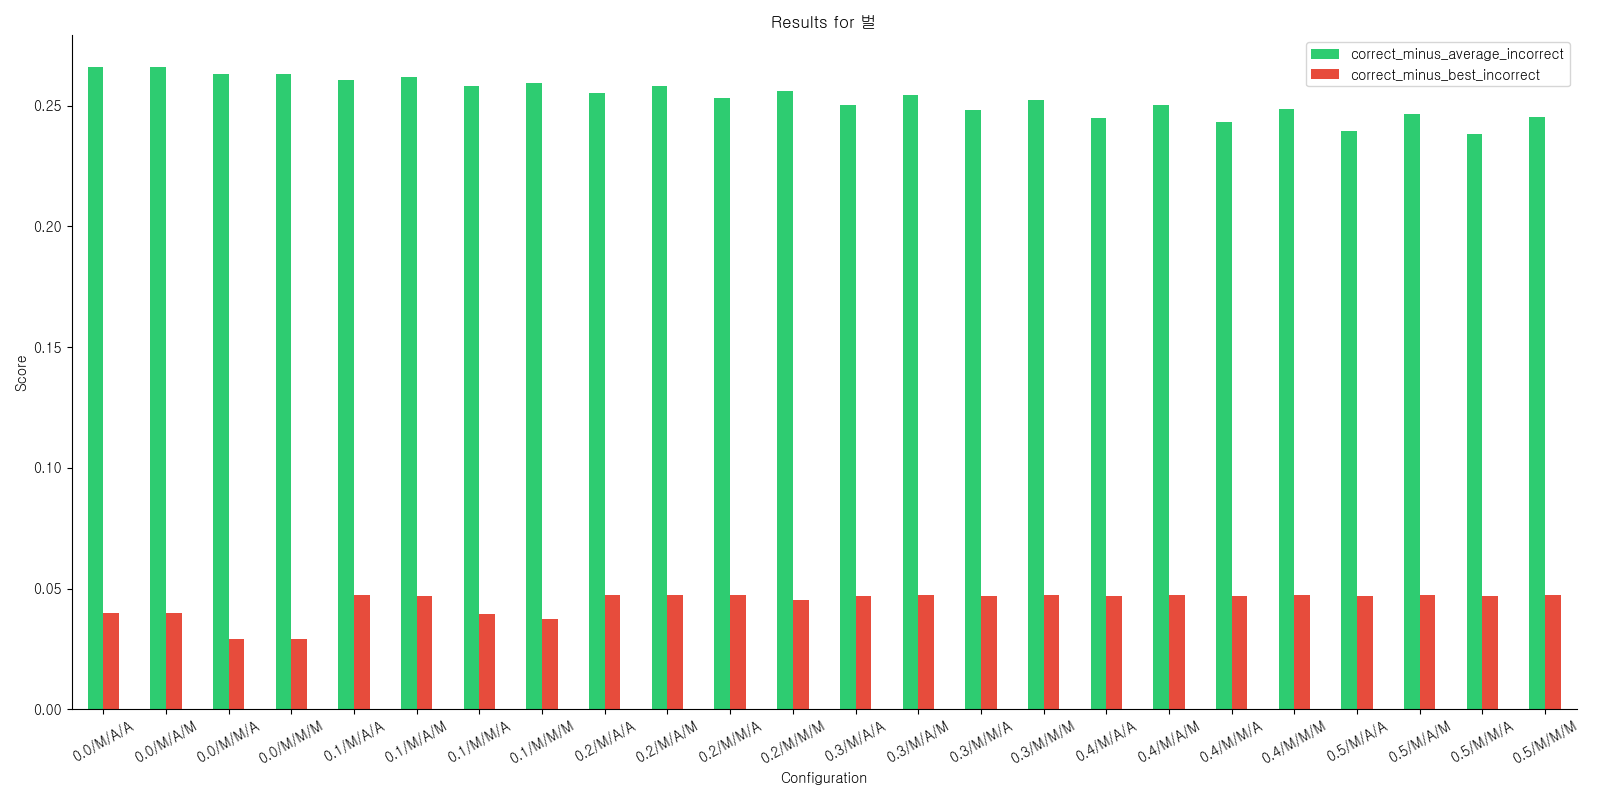 Results for 벌
correct_minus_average_incorrect
correct_minus_best_incorrect
Score
0.25
0.20
0.15
0.10
0.05
0.00
0.0/M/A/A
0.0/M/A/M
0.0/M/M/A
0.0/M/M/M
0.1/M/A/A
0.1/M/A/M
0.1/M/M/A
0.1/M/M/M
0.2/M/A/A
0.2/M/A/M
0.2/M/M/A
0.2/M/M/M
0.3/M/A/A
0.3/M/A/M
0.3/M/M/A
0.3/M/M/M
0.4/M/A/A
0.4/M/A/M
0.4/M/M/A
0.4/M/M/M
0.5/M/A/A
0.5/M/A/M
0.5/M/M/A
0.5/M/M/M
Configuration